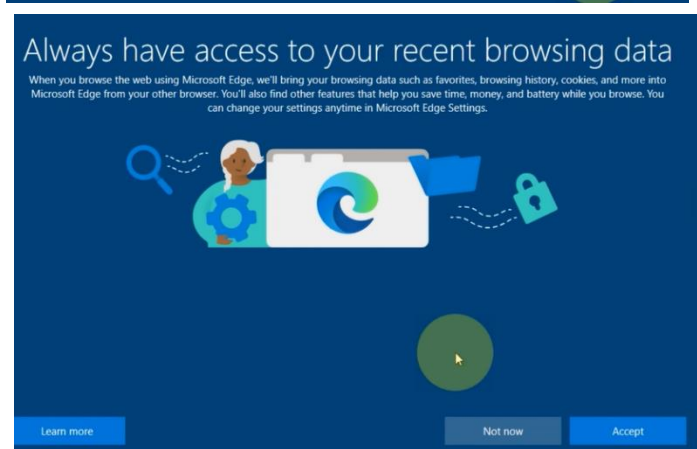 Always have access to your recent browsing data
When you browse the web using Microsoft Edge, we'll bring your browsing data such as favorites, browsing history, cookies, and more into
Microsoft Edge from your other browser. You'll also find other features that help you save time, money, and battery while you browse. You
can change your settings anytime in Microsoft Edge Settings.
Learn more
Not now
Accept